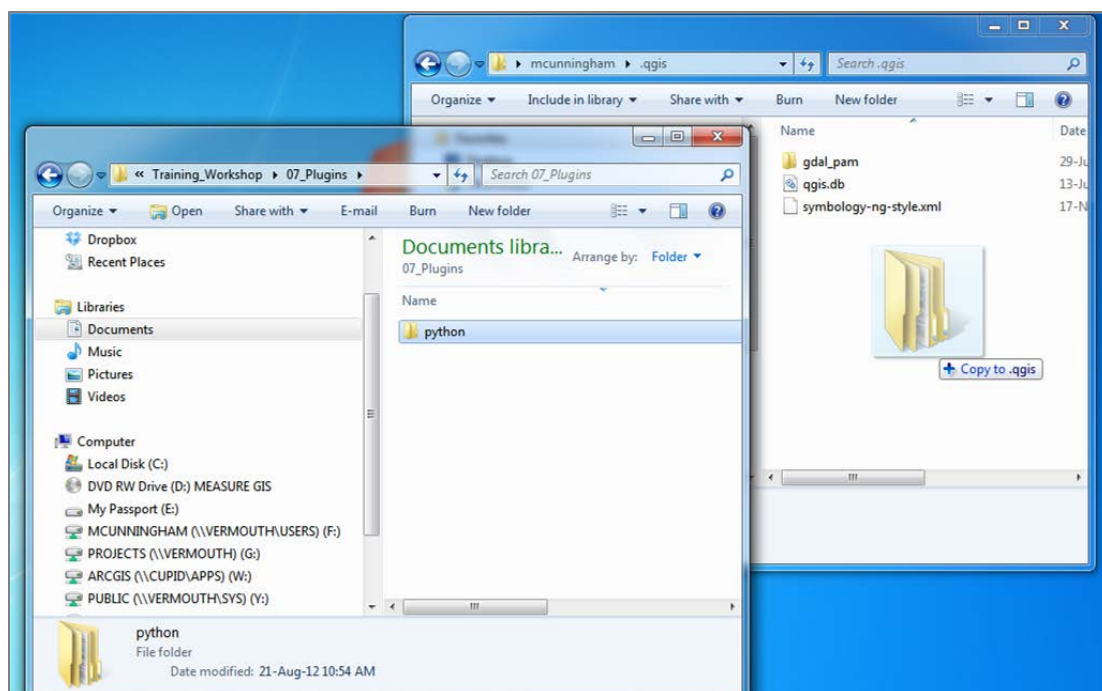 mcunningham ▸ .qgis
Search .qgis
Organize Include in library Share with Burn New folder
Name Date
gdal_pam 29-Ju
qgis.db 13-Ju
symbology-ng-style.xml 17-N
Copy to .qgis
« Training_Workshop ▸ 07_Plugins ▸
Search 07_Plugins
Organize Open Share with E-mail Burn New folder
Dropbox
Recent Places
Libraries
Documents
Music
Pictures
Videos
Computer
Local Disk (C:)
DVD RW Drive (D:) MEASURE GIS
My Passport (E:)
MCUNNINGHAM (\\VERMOUTH\USERS) (F:)
PROJECTS (\\VERMOUTH) (G:)
ARCGIS (\\CUPID\APPS) (W:)
PUBLIC (\\VERMOUTH\SYS) (Y:)
Documents libra...
07_Plugins
Arrange by: Folder
Name
python
python
File folder
Date modified: 21-Aug-12 10:54 AM